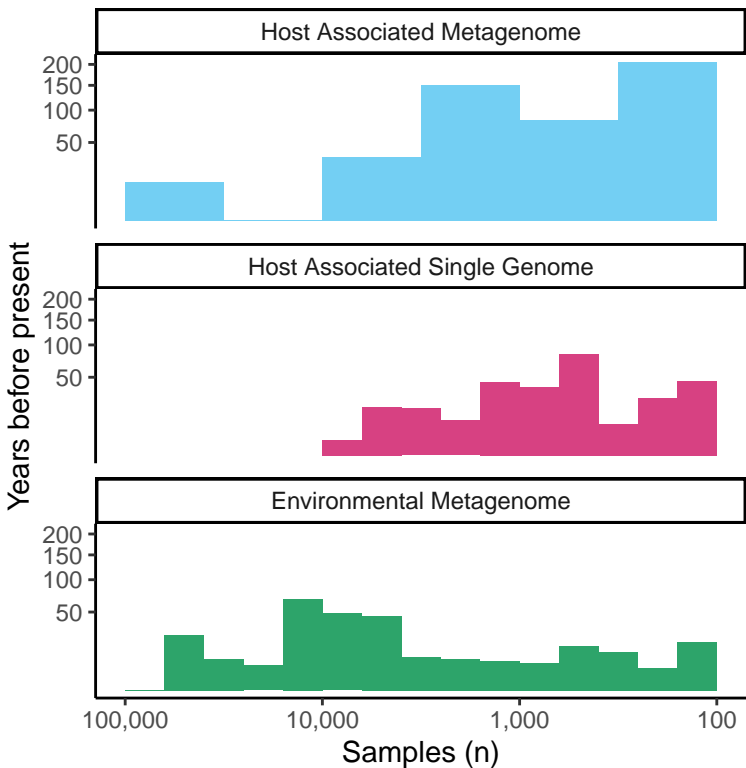 Host Associated Metagenome
200
150
100
50
Host Associated Single Genome
200
150
100
50
Years before present
Environmental Metagenome
200
150
100
50
100,000 10,000 1,000 100
Samples (n)